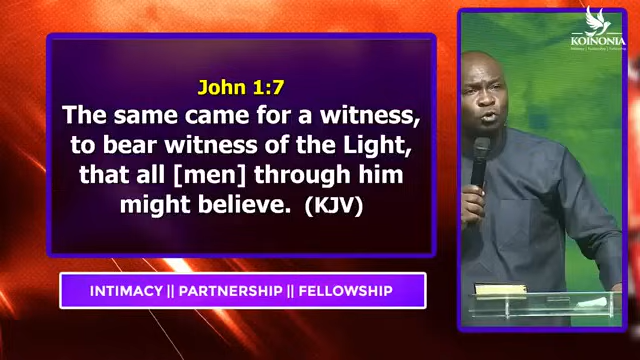 John 1:7
The same came for a witness,
to bear witness of the Light,
that all [men] through him
might believe. (KJV)
INTIMACY || PARTNERSHIP || FELLOWSHIP
KOINONIA